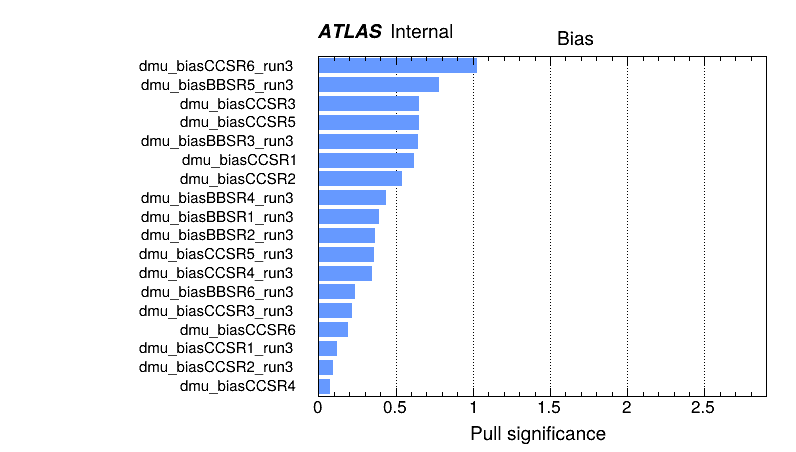 ATLAS Internal
Bias
dmu_biasCCSR6_run3
dmu_biasBBSR5_run3
dmu_biasCCSR3
dmu_biasCCSR5
dmu_biasBBSR3_run3
dmu_biasCCSR1
dmu_biasCCSR2
dmu_biasBBSR4_run3
dmu_biasBBSR1_run3
dmu_biasBBSR2_run3
dmu_biasCCSR5_run3
dmu_biasCCSR4_run3
dmu_biasBBSR6_run3
dmu_biasCCSR3_run3
dmu_biasCCSR6
dmu_biasCCSR1_run3
dmu_biasCCSR2_run3
dmu_biasCCSR4
0 0.5 1 1.5 2 2.5
Pull significance